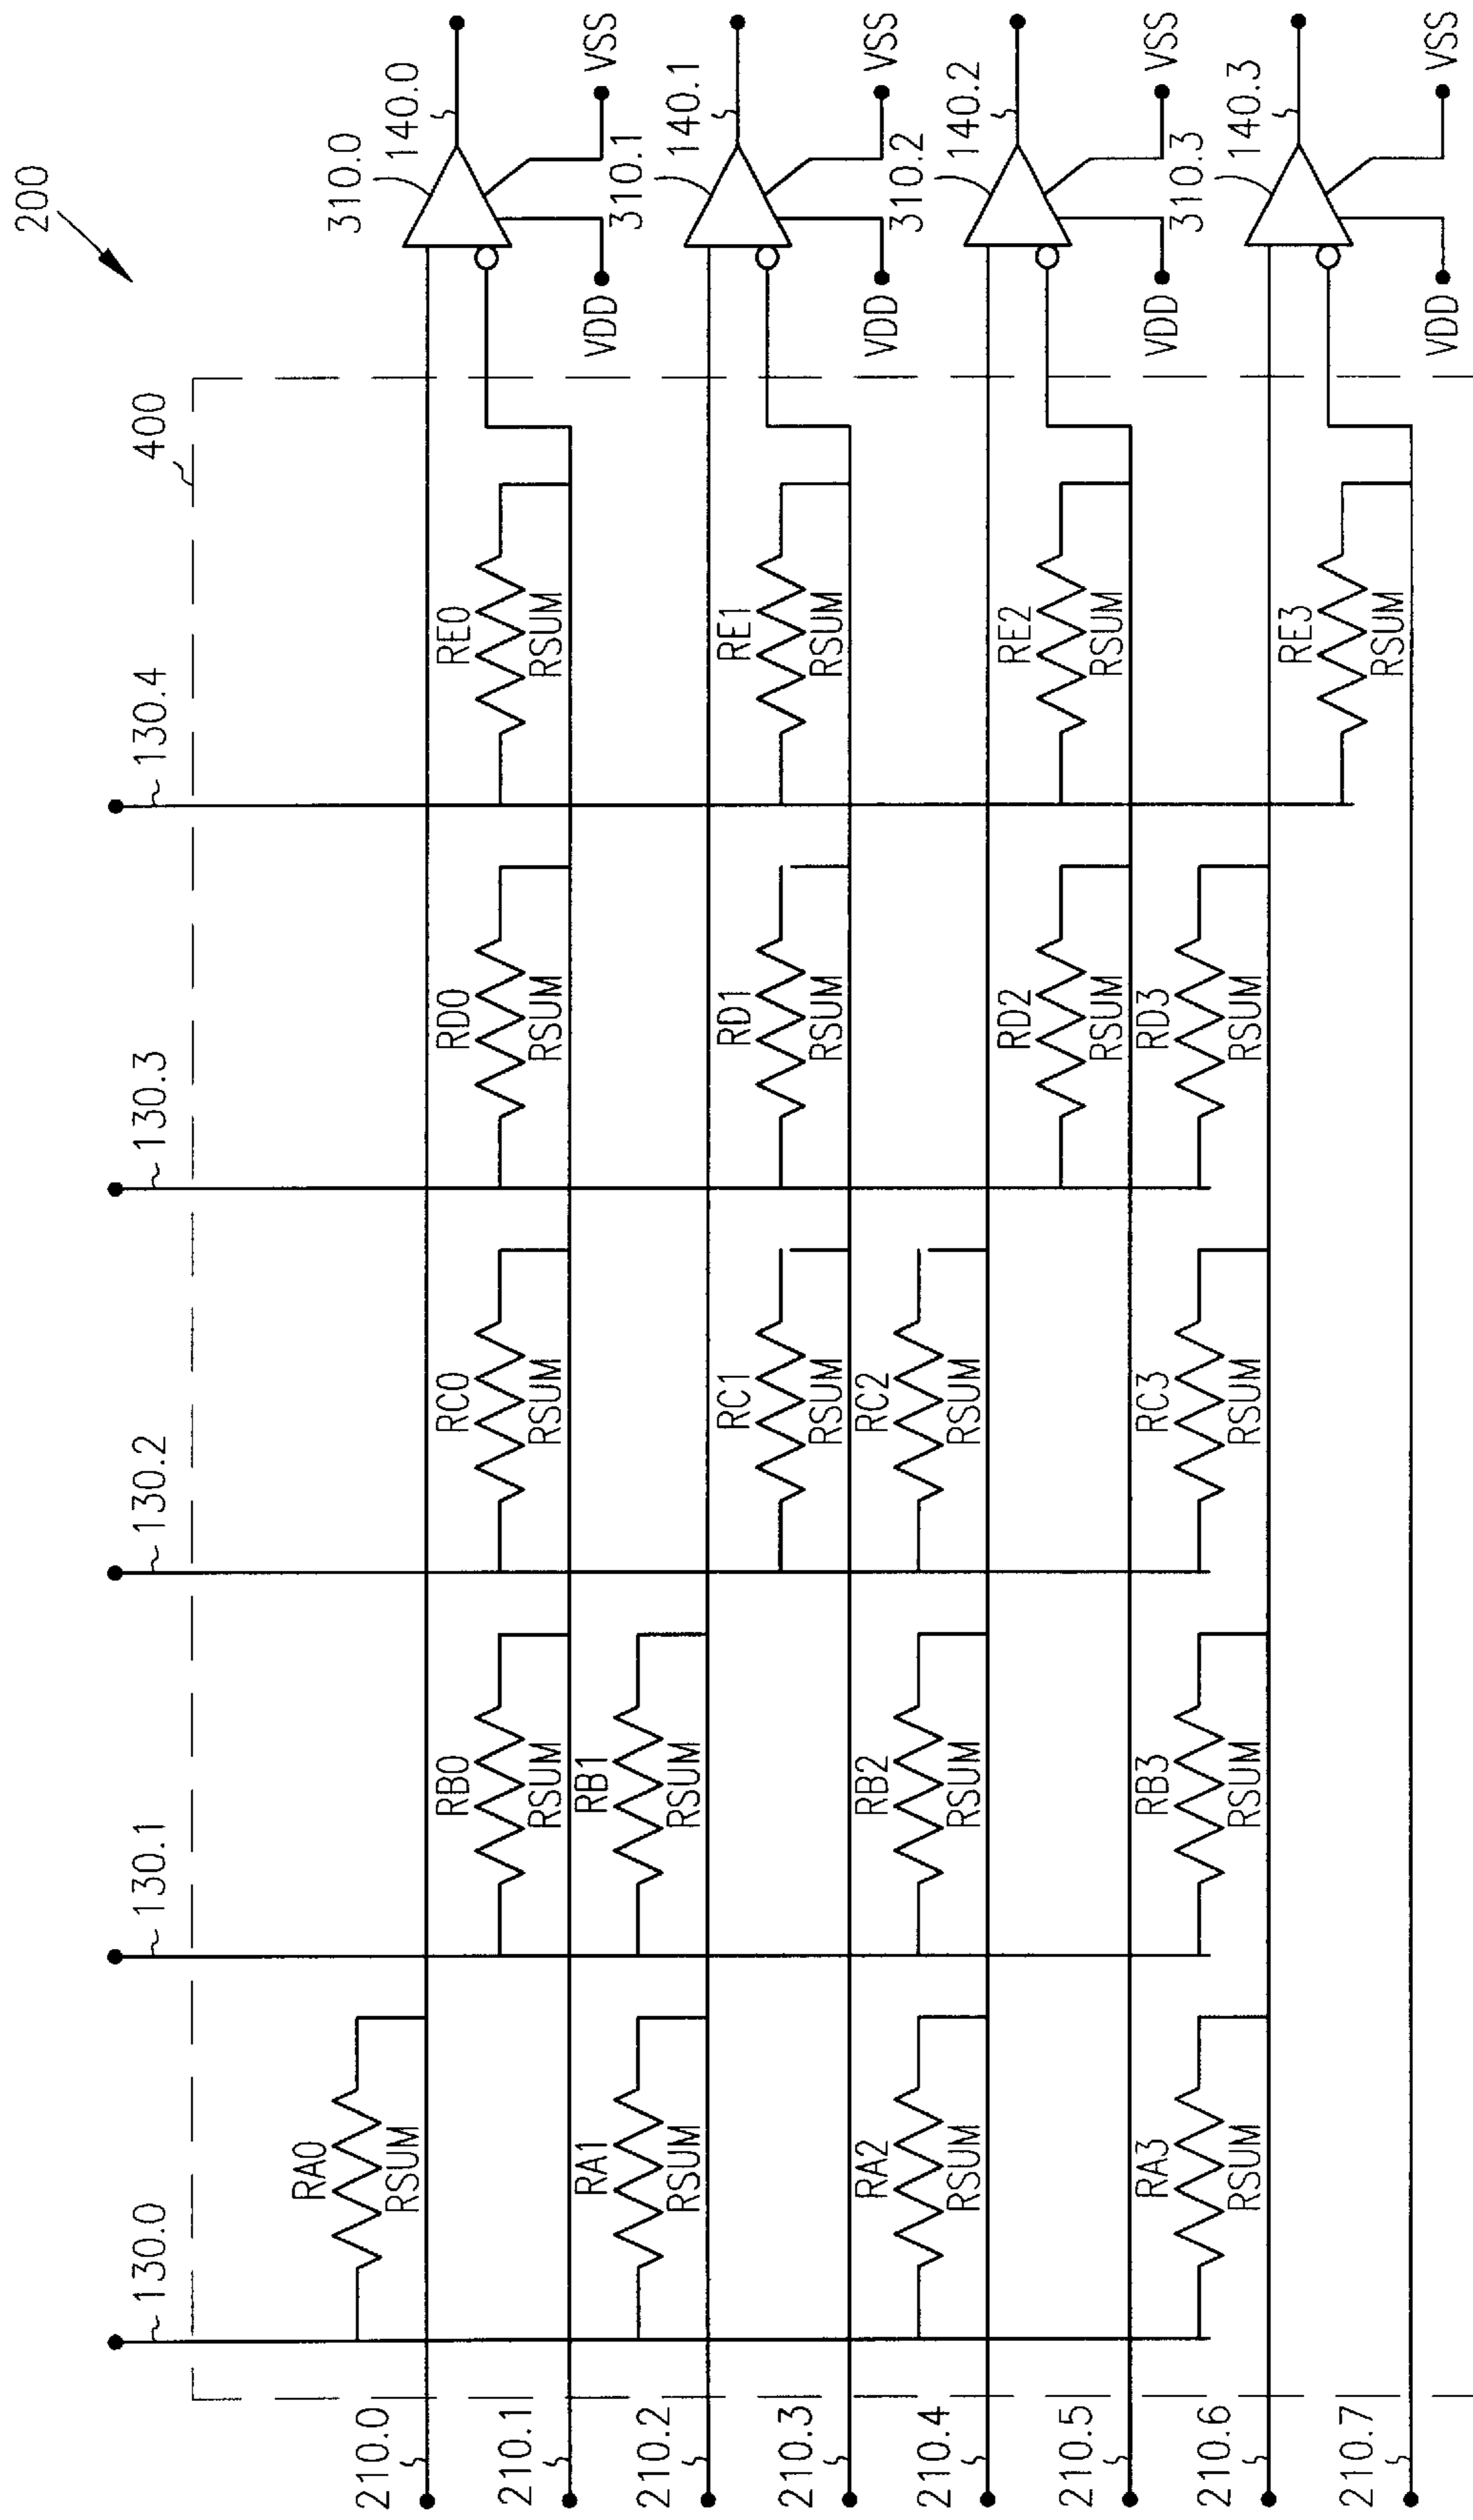 200
400
130.0
130.1
130.2
130.3
130.4
310.0
140.0
VDD
VSS
310.1
140.1
VDD
VSS
310.2
140.2
VDD
VSS
310.3
140.3
VDD
VSS
RA0
RSUM
RB0
RSUM
RC0
RSUM
RD0
RSUM
RE0
RSUM
RA1
RSUM
RB1
RSUM
RC1
RSUM
RD1
RSUM
RE1
RSUM
RA2
RSUM
RB2
RSUM
RC2
RSUM
RD2
RSUM
RE2
RSUM
RA3
RSUM
RB3
RSUM
RC3
RSUM
RD3
RSUM
RE3
RSUM
210.0
210.1
210.2
210.3
210.4
210.5
210.6
210.7